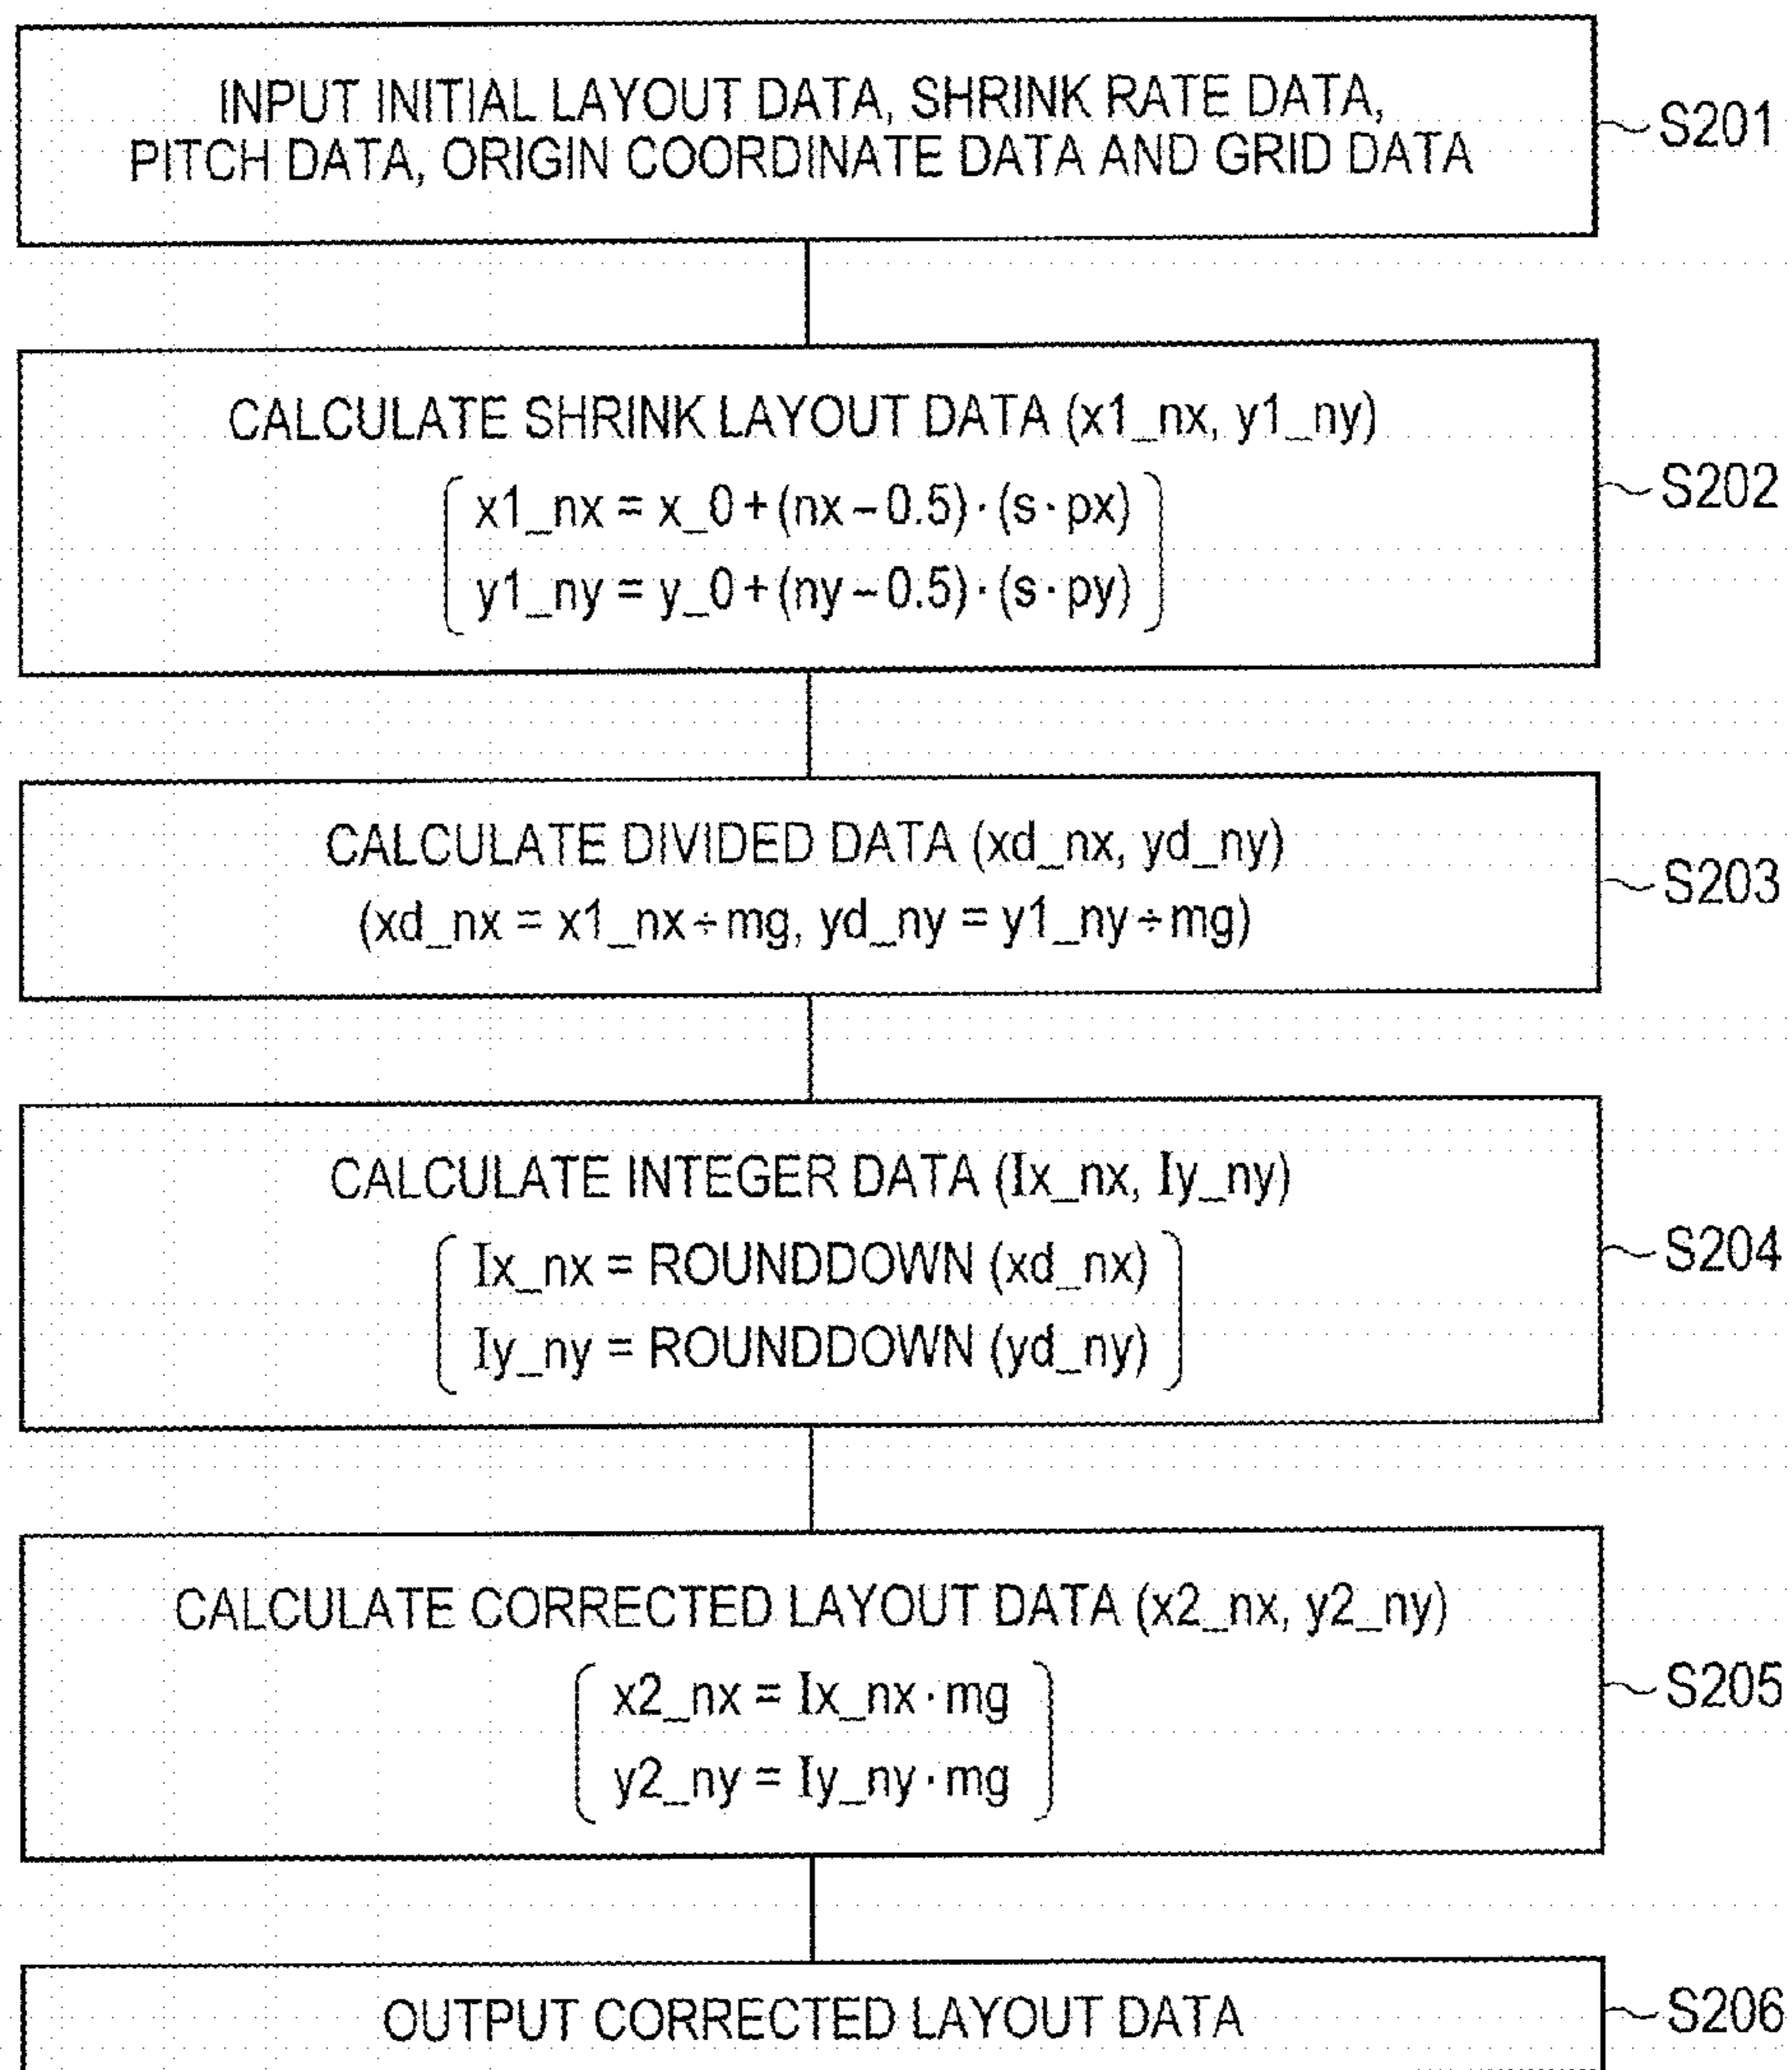 INPUT INITIAL LAYOUT DATA, SHRINK RATE DATA,
PITCH DATA, ORIGIN COORDINATE DATA AND GRID DATA
S201
CALCULATE SHRINK LAYOUT DATA (x1_nx, y1_ny)
x1_nx = x_0+(nx−0.5)·(s·px)
y1_ny = y_0+(ny−0.5)·(s·py)
S202
CALCULATE DIVIDED DATA (xd_nx, yd_ny)
(xd_nx = x1_nx÷mg, yd_ny = y1_ny÷mg)
S203
CALCULATE INTEGER DATA (Ix_nx, Iy_ny)
Ix_nx = ROUNDDOWN (xd_nx)
Iy_ny = ROUNDDOWN (yd_ny)
S204
CALCULATE CORRECTED LAYOUT DATA (x2_nx, y2_ny)
x2_nx = Ix_nx·mg
y2_ny = Iy_ny·mg
S205
OUTPUT CORRECTED LAYOUT DATA
S206